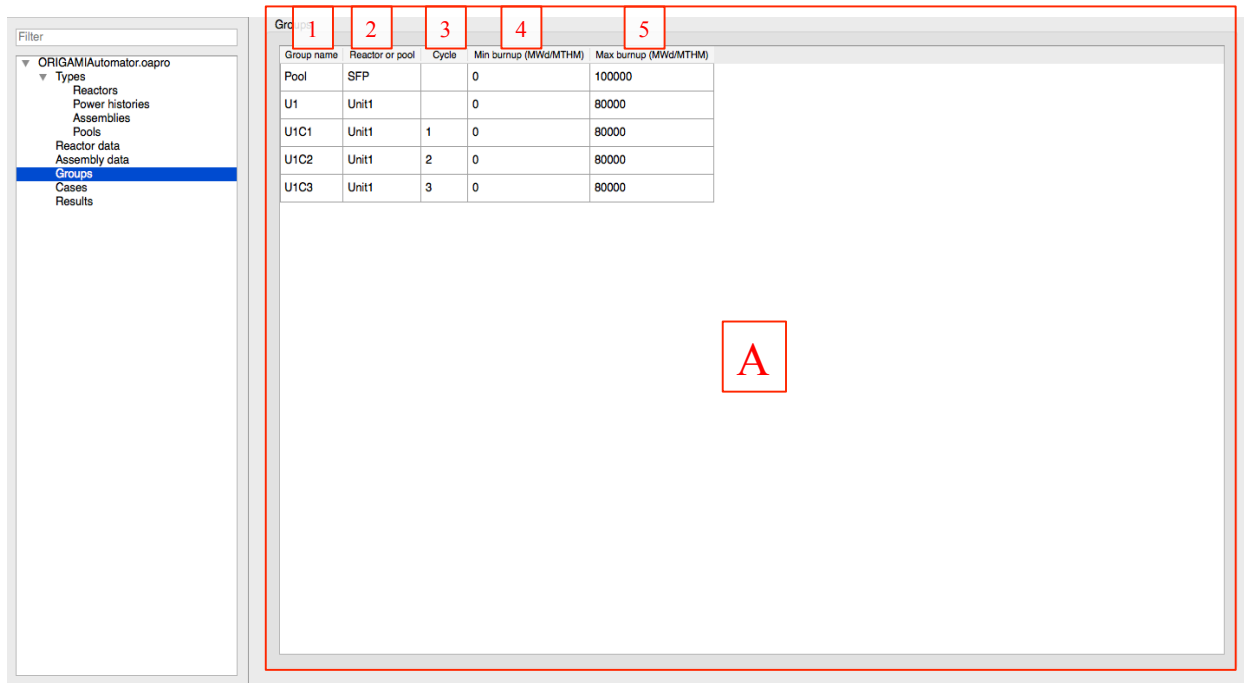 Filter
ORIGAMIAutomator.oapro
Types
Reactors
Power histories
Assemblies
Pools
Reactor data
Assembly data
Groups
Cases
Results
Groups
1 2 3 4 5
Group name Reactor or pool Cycle Min burnup (MWd/MTHM) Max burnup (MWd/MTHM)
Pool SFP 0 100000
U1 Unit1 0 80000
U1C1 Unit1 1 0 80000
U1C2 Unit1 2 0 80000
U1C3 Unit1 3 0 80000
A